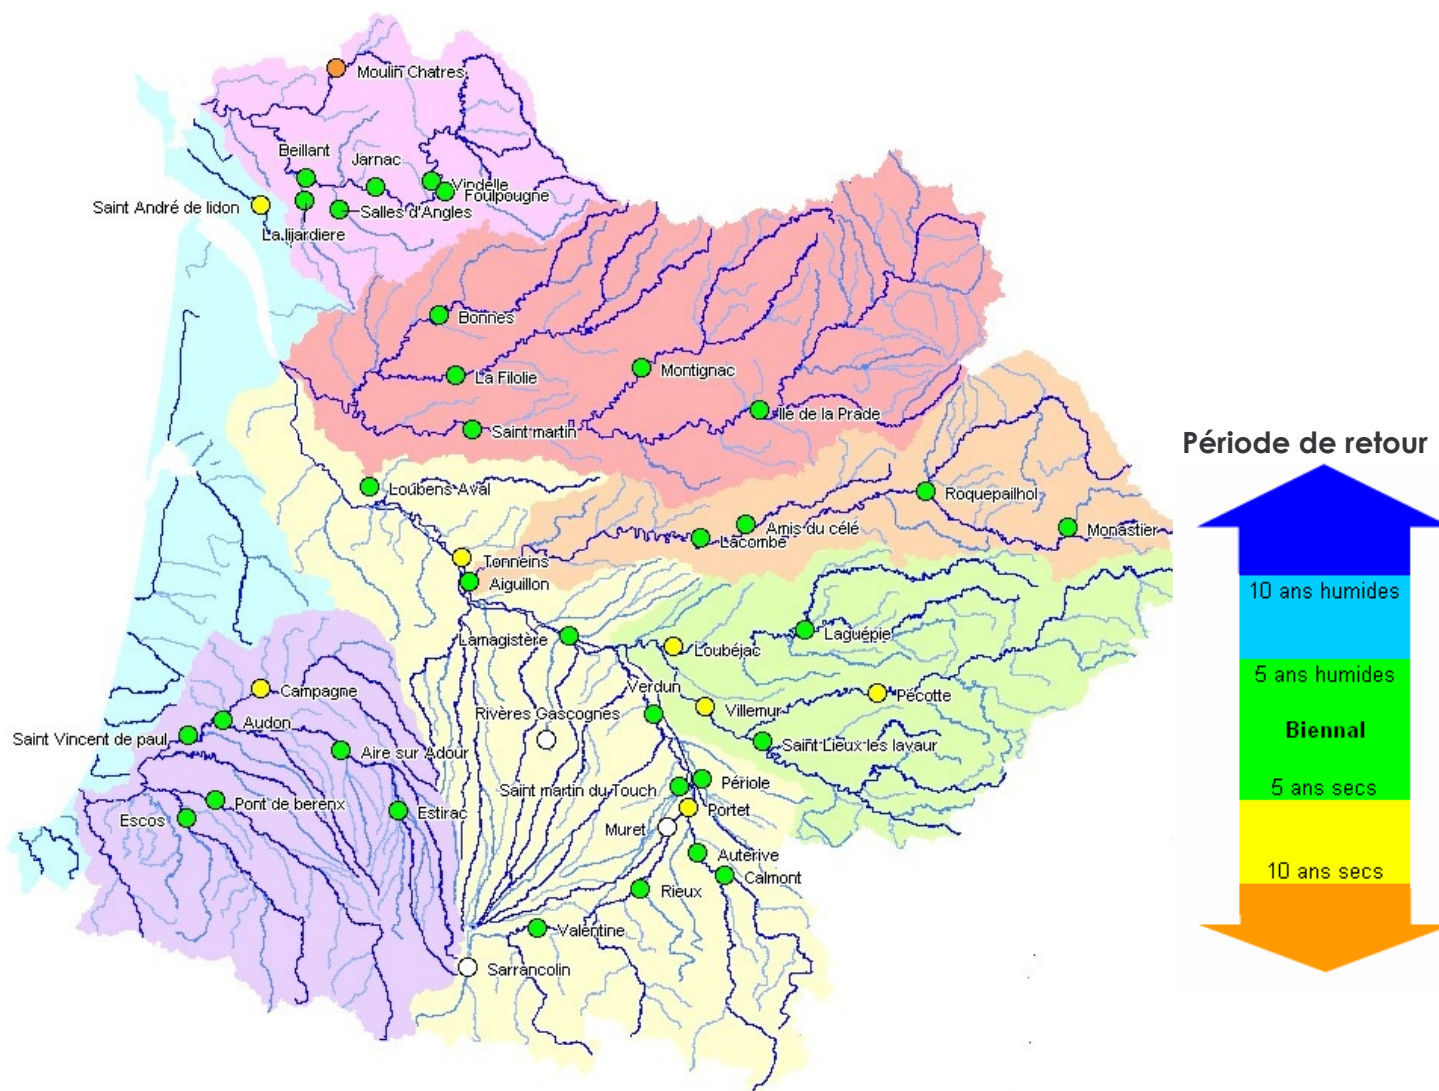 Moulin Chatres
Beillant
Jarnac
Vindelle
Foulpougne
Saint André de lidon
Salles d'Angles
La lijardiere
Bonnes
La Filolie
Montignac
Ile de la Prade
Saint martin
Période de retour
Loubens Aval
Roquepailhol
Amis du célé
Monastier
Lacombe
Tonneins
Aiguillon
10 ans humides
Lamagistère
Laguépie
Loubéjac
5 ans humides
Campagne
Verdun
Pécotte
Villemur
Rivères Gascognes
Audon
Biennal
Saint Vincent de paul
Aire sur Adour
Saint Lieux les lavaur
Périole
Saint martin du Touch
5 ans secs
Pont de berenx
Estirac
Portet
Escos
Muret
Auterive
10 ans secs
Calmont
Rieux
Valentine
Sarrancolin